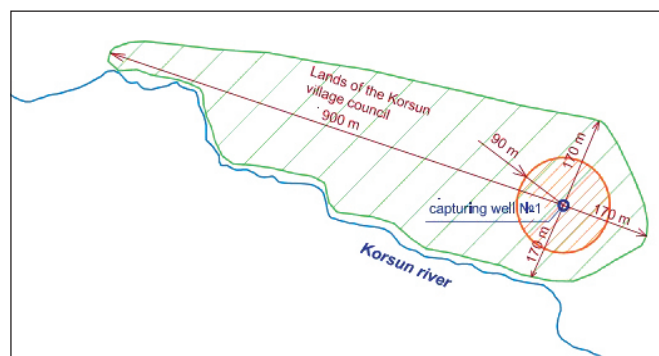 Lands of the Korsun
village council
900 m
90 m
170 m
capturing well №1
170 m
170 m
Korsun river